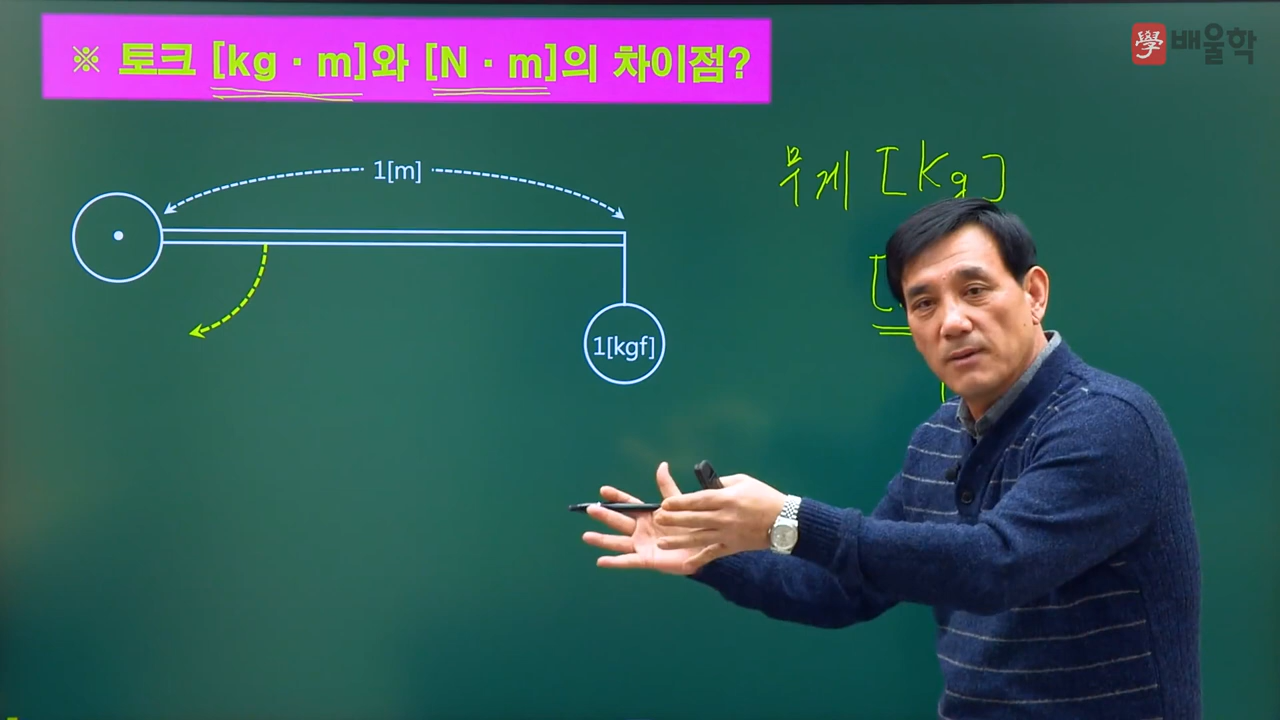 ※ 토크 [kg · m]와 [N · m]의 차이점?
學 배울학
1[m]
무게 [Kg]
1[kgf]